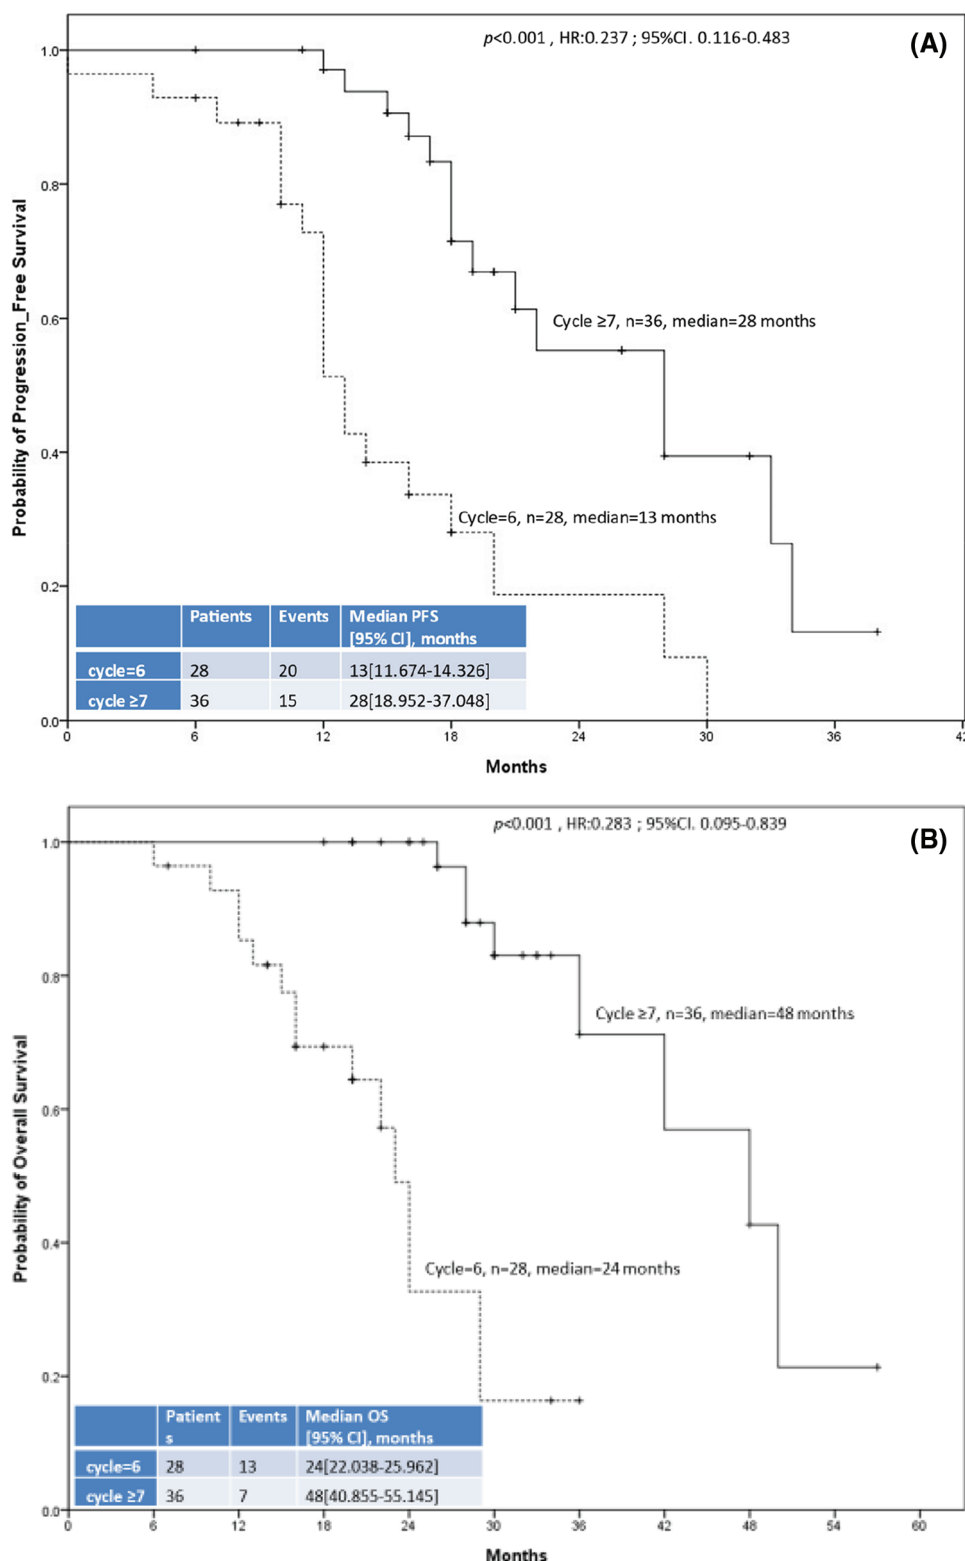 p<0.001 , HR:0.237 ; 95%CI. 0.116-0.483
(A)
Probability of Progression_Free Survival
1.0
0.8
0.6
0.4
0.2
0.0
Cycle ≥7, n=36, median=28 months
Cycle=6, n=28, median=13 months
Patients Events Median PFS
[95% CI], months
cycle=6 28 20 13[11.674-14.326]
cycle ≥7 36 15 28[18.952-37.048]
0 6 12 18 24 30 36 42
Months
p<0.001 , HR:0.283 ; 95%CI. 0.095-0.839
(B)
Probability of Overall Survival
1.0
0.8
0.6
0.4
0.2
0.0
Cycle ≥7, n=36, median=48 months
Cycle=6, n=28, median=24 months
Patient Events Median OS
s [95% CI], months
cycle=6 28 13 24[22.038-25.962]
cycle ≥7 36 7 48[40.855-55.145]
0 6 12 18 24 30 36 42 48 54 60
Months